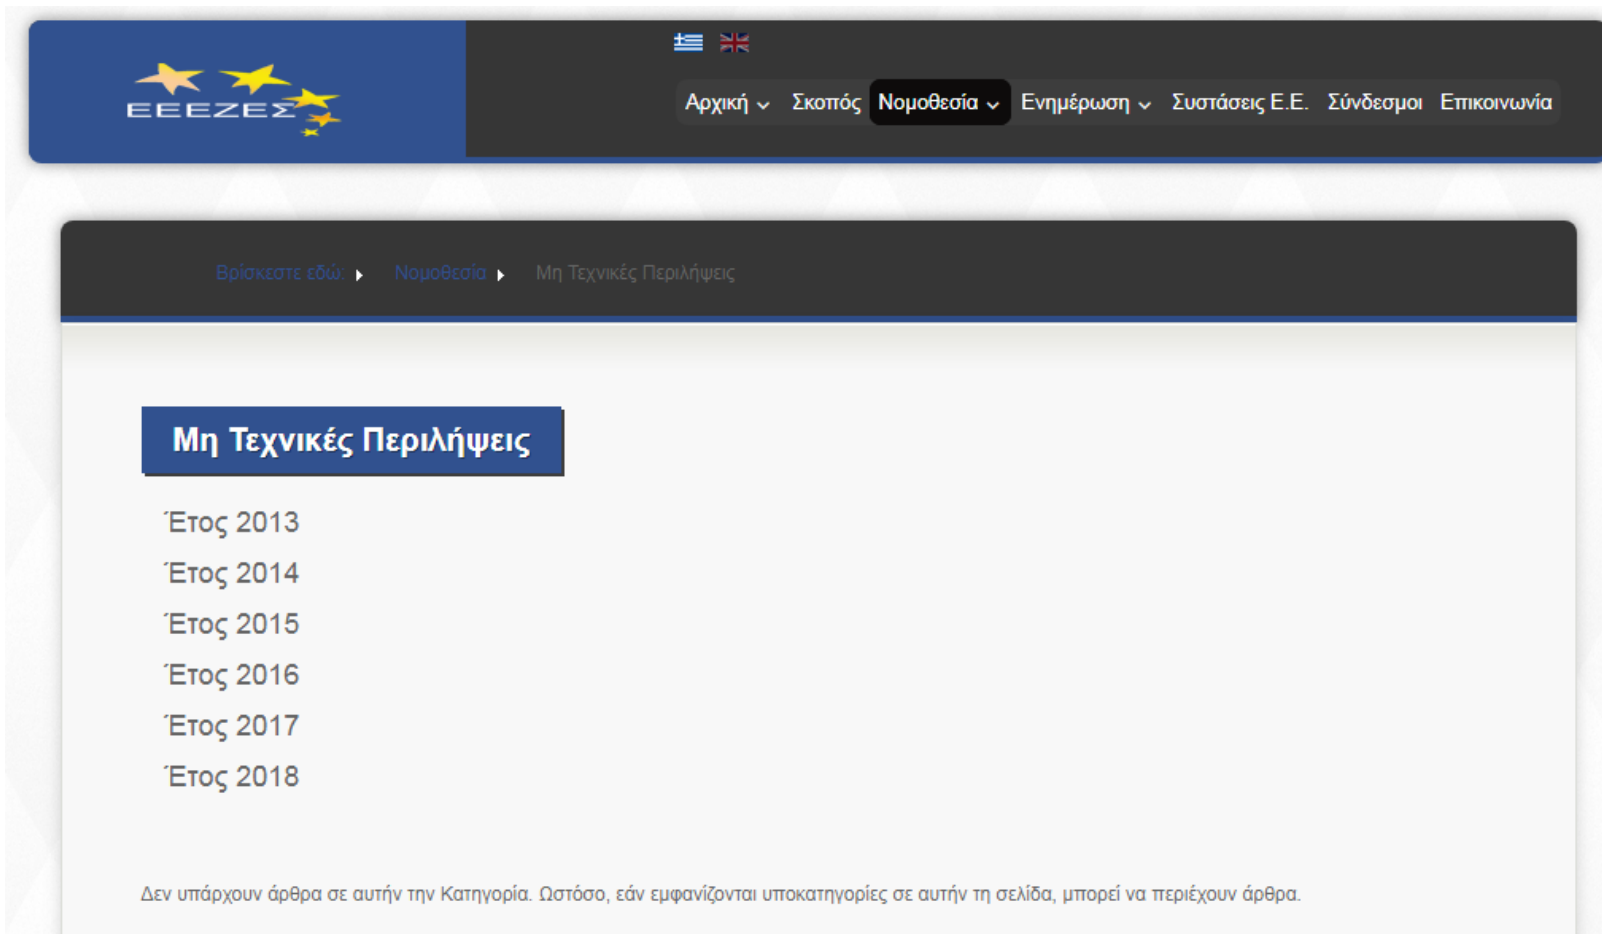 ΕΕΕΖΕΣ
Αρχική Σκοπός Νομοθεσία Ενημέρωση Συστάσεις Ε.Ε. Σύνδεσμοι Επικοινωνία
Βρίσκεστε εδώ: Νομοθεσία Μη Τεχνικές Περιλήψεις
Μη Τεχνικές Περιλήψεις
Έτος 2013
Έτος 2014
Έτος 2015
Έτος 2016
Έτος 2017
Έτος 2018
Δεν υπάρχουν άρθρα σε αυτήν την Κατηγορία. Ωστόσο, εάν εμφανίζονται υποκατηγορίες σε αυτήν τη σελίδα, μπορεί να περιέχουν άρθρα.